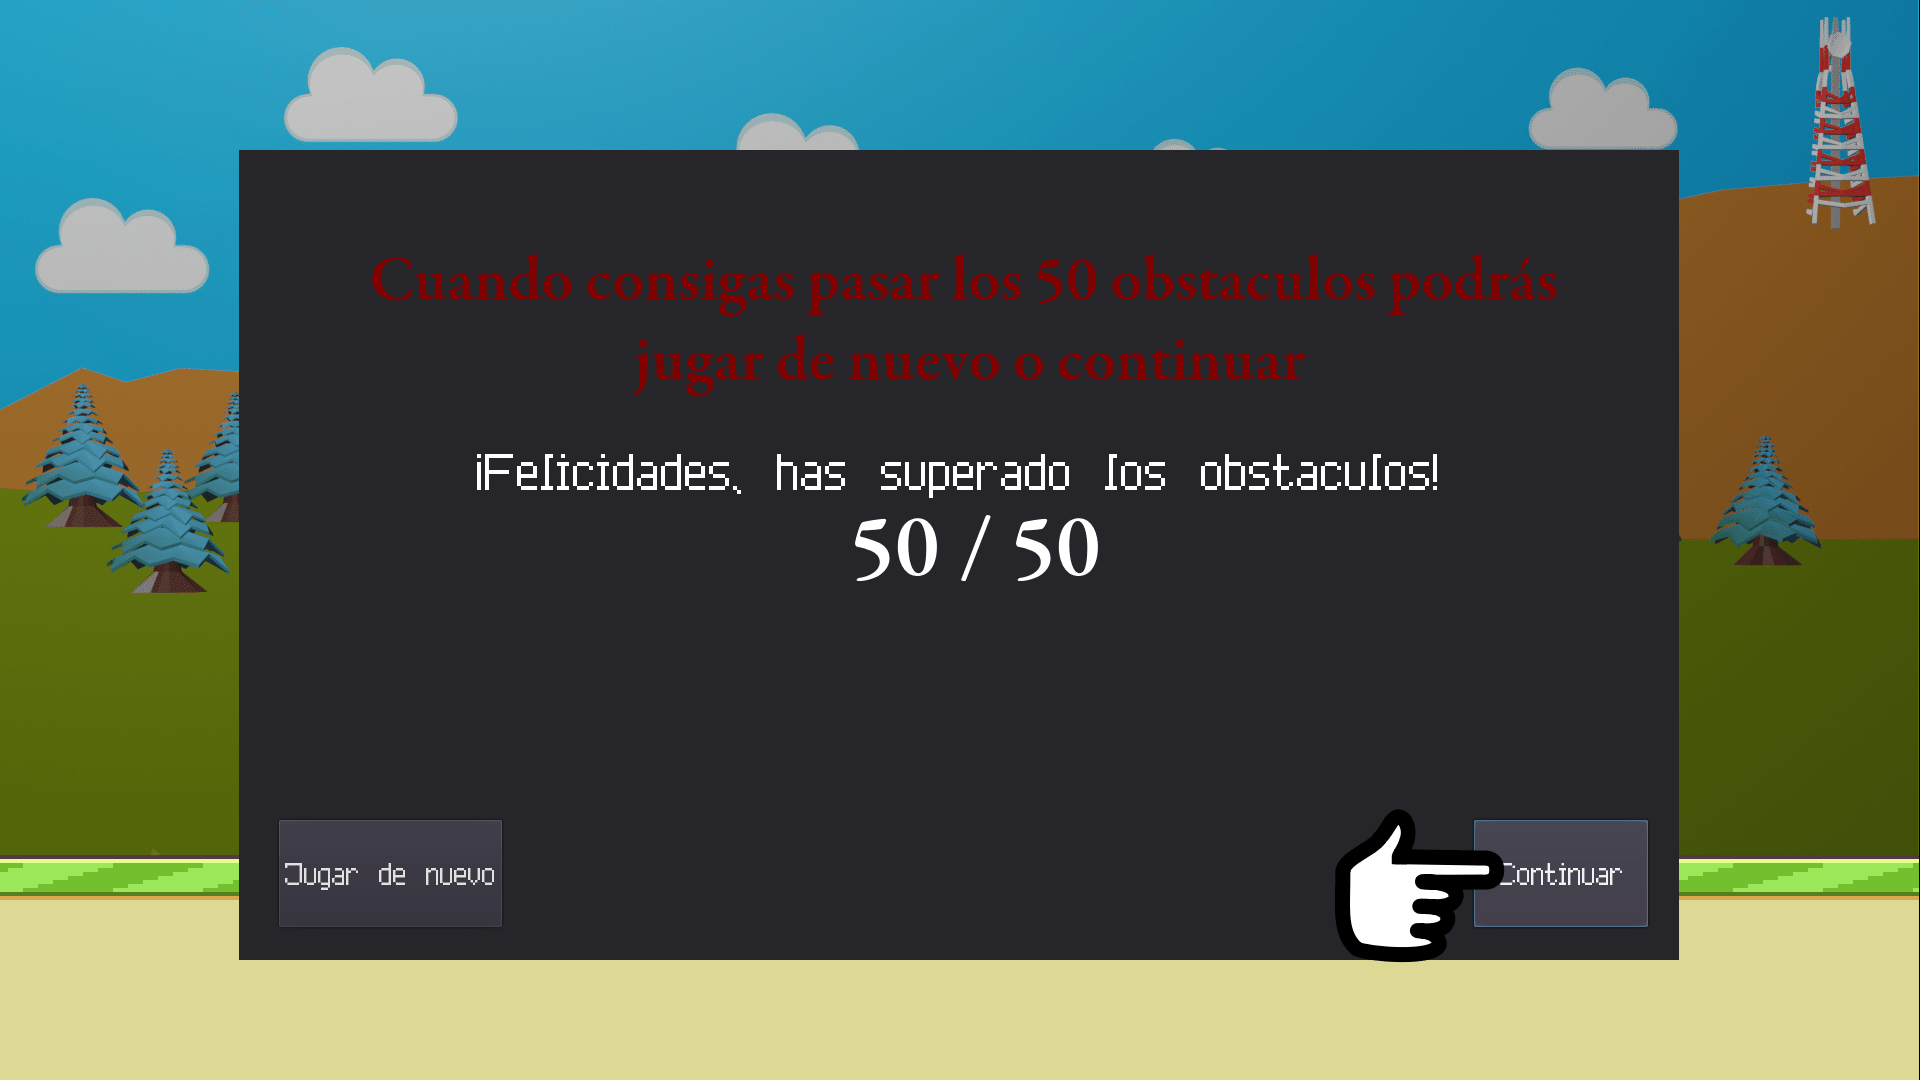 Cuando consigas pasar los 50 obstaculos podrás
jugar de nuevo o continuar
¡Felicidades, has superado los obstaculos!
50 / 50
Jugar de nuevo
Continuar